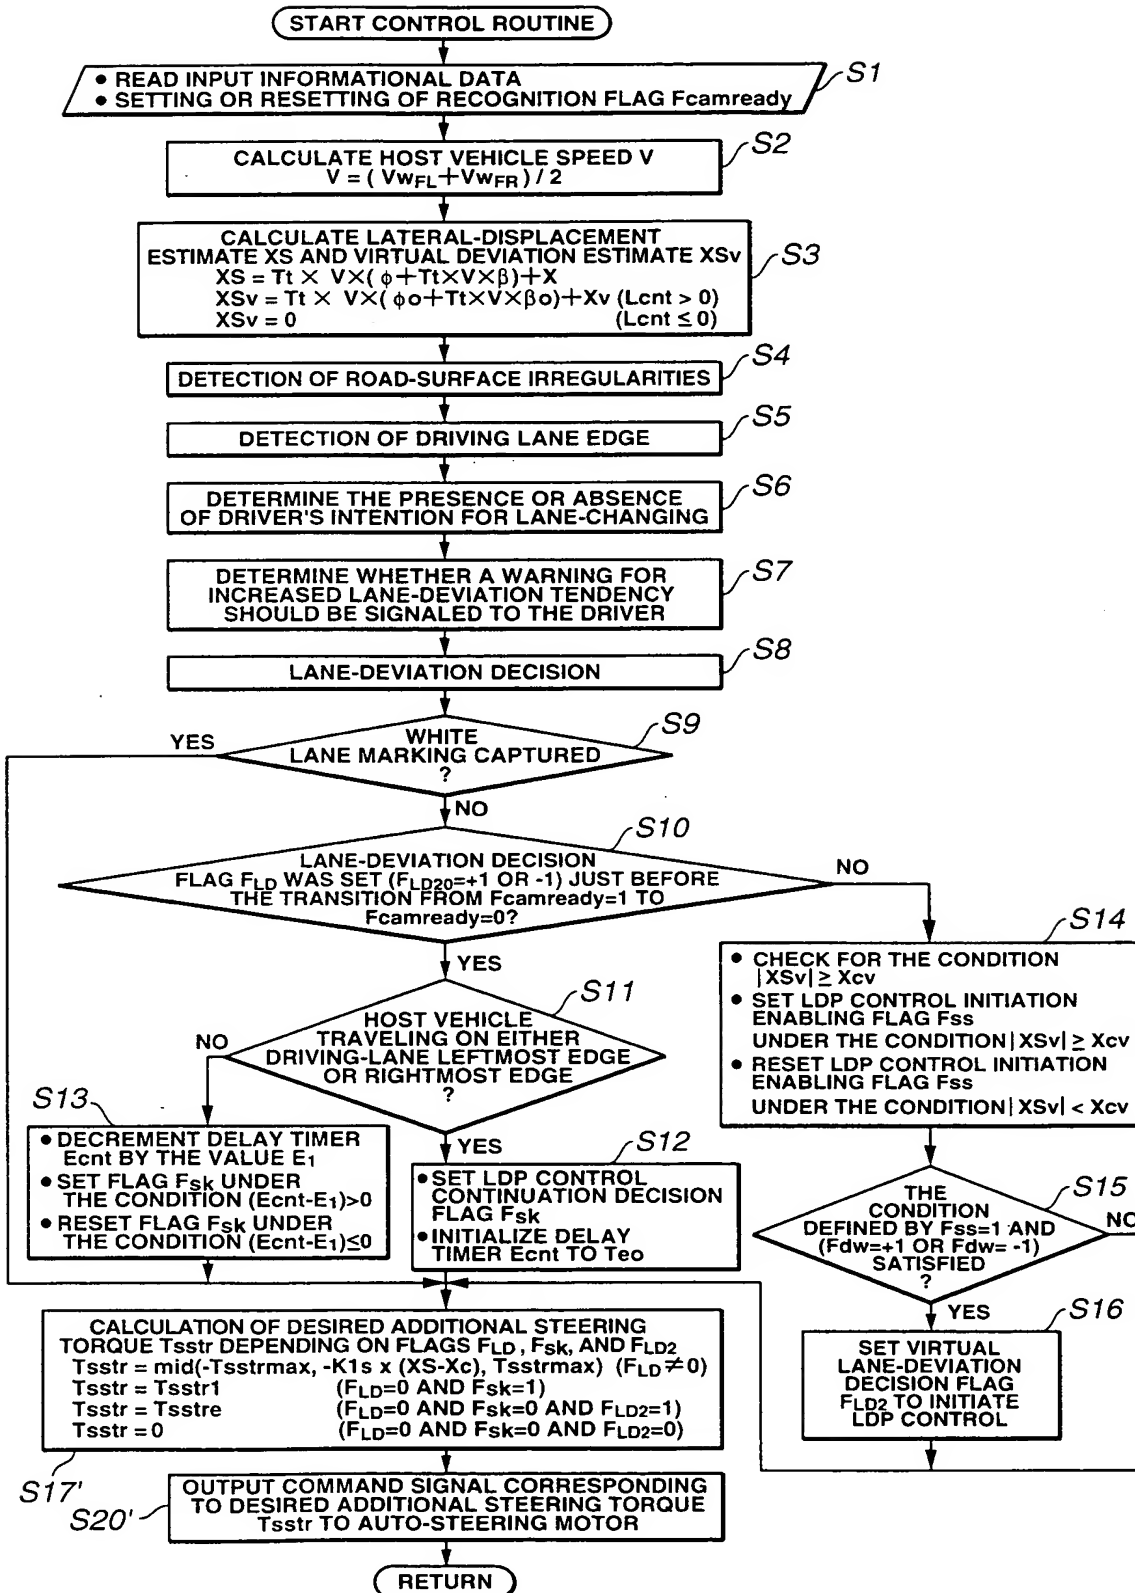 START CONTROL ROUTINE
• READ INPUT INFORMATIONAL DATA
• SETTING OR RESETTING OF RECOGNITION FLAG Fcamready
S1
CALCULATE HOST VEHICLE SPEED V
V = ( VwFL+VwFR ) / 2
S2
CALCULATE LATERAL-DISPLACEMENT
ESTIMATE XS AND VIRTUAL DEVIATION ESTIMATE XSv
XS = Tt × V×( φ+Tt×V×β)+X
XSv = Tt × V×( φo+Tt×V×βo)+Xv (Lcnt > 0)
XSv = 0 (Lcnt ≤ 0)
S3
DETECTION OF ROAD-SURFACE IRREGULARITIES
S4
DETECTION OF DRIVING LANE EDGE
S5
DETERMINE THE PRESENCE OR ABSENCE
OF DRIVER'S INTENTION FOR LANE-CHANGING
S6
DETERMINE WHETHER A WARNING FOR
INCREASED LANE-DEVIATION TENDENCY
SHOULD BE SIGNALED TO THE DRIVER
S7
LANE-DEVIATION DECISION
S8
WHITE
LANE MARKING CAPTURED
?
S9
YES
NO
LANE-DEVIATION DECISION
FLAG FLD WAS SET (FLD20=+1 OR -1) JUST BEFORE
THE TRANSITION FROM Fcamready=1 TO
Fcamready=0?
S10
NO
YES
HOST VEHICLE
TRAVELING ON EITHER
DRIVING-LANE LEFTMOST EDGE
OR RIGHTMOST EDGE
?
S11
NO
YES
S13
• DECREMENT DELAY TIMER
Ecnt BY THE VALUE E1
• SET FLAG Fsk UNDER
THE CONDITION (Ecnt-E1)>0
• RESET FLAG Fsk UNDER
THE CONDITION (Ecnt-E1)≤0
S12
• SET LDP CONTROL
CONTINUATION DECISION
FLAG Fsk
• INITIALIZE DELAY
TIMER Ecnt TO Teo
S14
• CHECK FOR THE CONDITION
|XSv| ≥ Xcv
• SET LDP CONTROL INITIATION
ENABLING FLAG Fss
UNDER THE CONDITION |XSv| ≥ Xcv
• RESET LDP CONTROL INITIATION
ENABLING FLAG Fss
UNDER THE CONDITION |XSv| < Xcv
S15
THE
CONDITION
DEFINED BY Fss=1 AND
(Fdw=+1 OR Fdw= -1)
SATISFIED
?
NO
YES
S16
SET VIRTUAL
LANE-DEVIATION
DECISION FLAG
FLD2 TO INITIATE
LDP CONTROL
CALCULATION OF DESIRED ADDITIONAL STEERING
TORQUE Tsstr DEPENDING ON FLAGS FLD, Fsk, AND FLD2
Tsstr = mid(-Tsstrmax, -K1s x (XS-Xc), Tsstrmax) (FLD≠0)
Tsstr = Tsstr1 (FLD=0 AND Fsk=1)
Tsstr = Tsstre (FLD=0 AND Fsk=0 AND FLD2=1)
Tsstr = 0 (FLD=0 AND Fsk=0 AND FLD2=0)
S17'
OUTPUT COMMAND SIGNAL CORRESPONDING
TO DESIRED ADDITIONAL STEERING TORQUE
Tsstr TO AUTO-STEERING MOTOR
S20'
RETURN